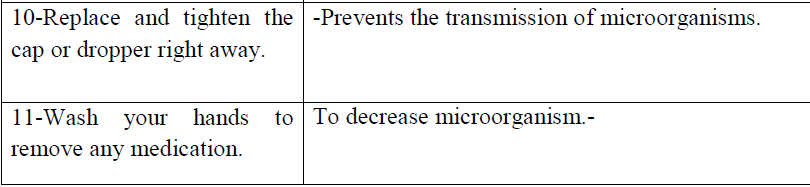 10-Replace and tighten the
cap or dropper right away.
-Prevents the transmission of microorganisms.
11-Wash your hands to
remove any medication.
To decrease microorganism.-